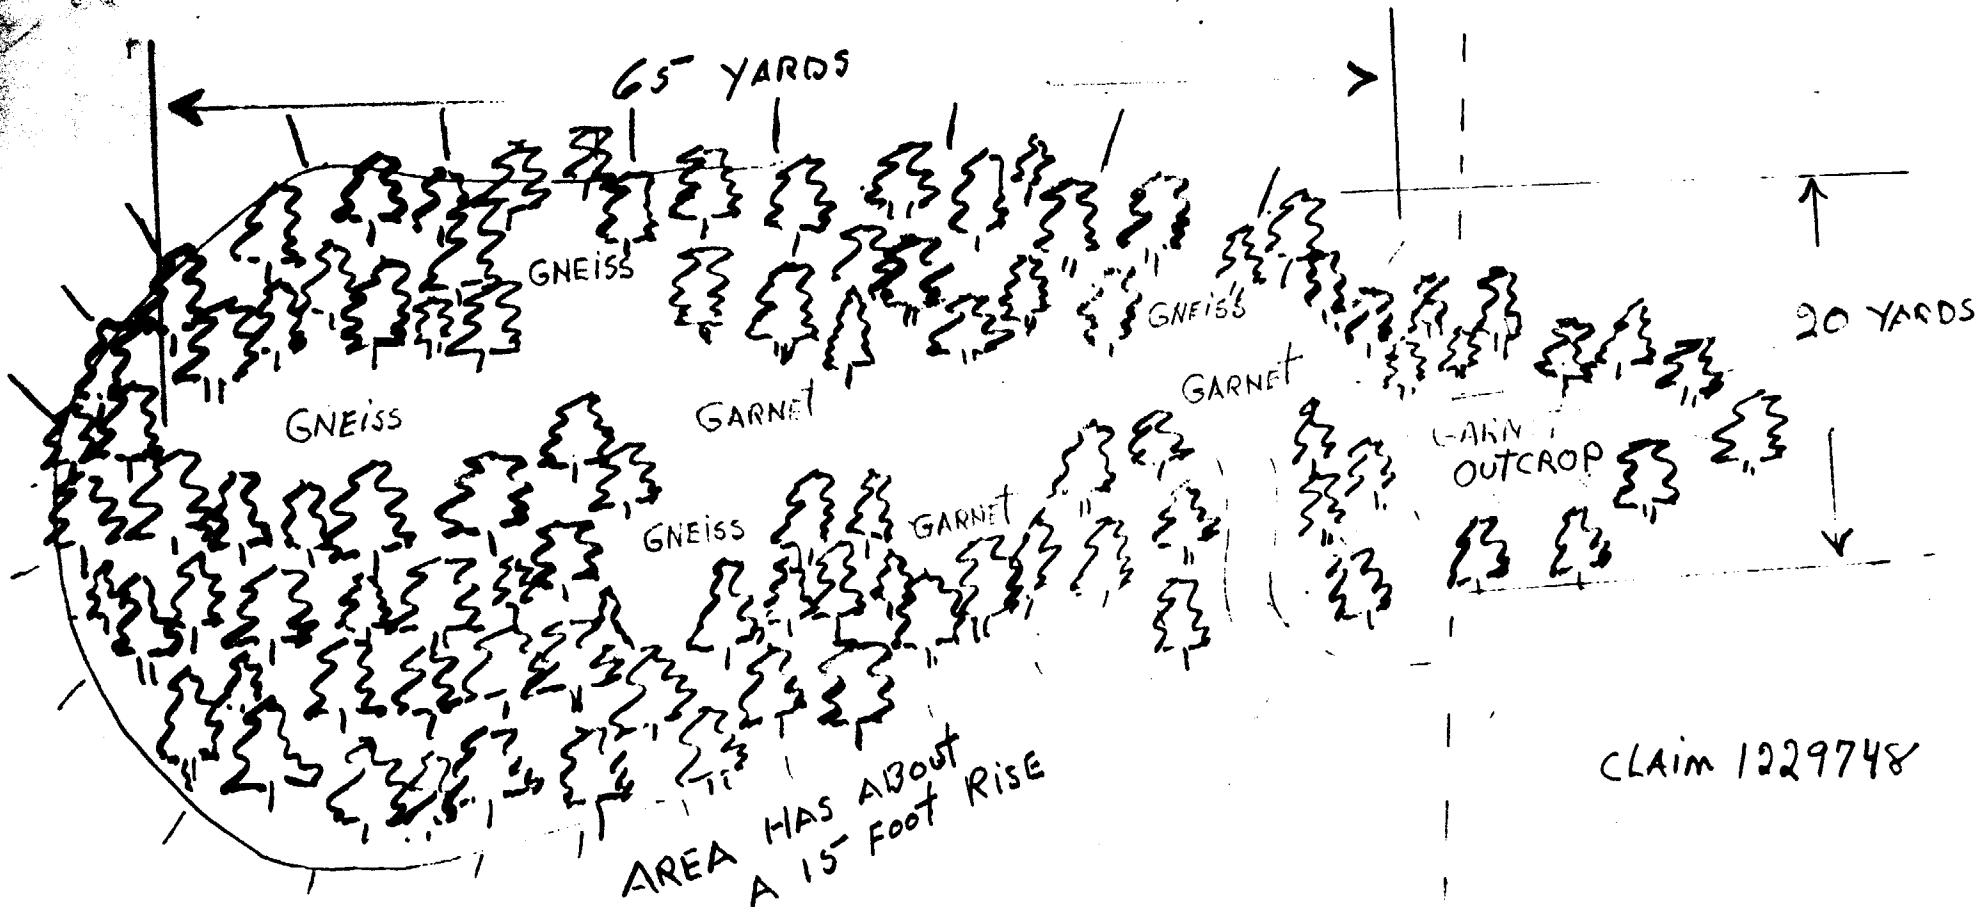 65 YARDS
GNEiSS
GNEiSS
20 YARDS
GARNEt
GNEiSS
GARNEt
GARNEt
OUTCROP
GNEiSS
GARNEt
CLAim 1229748
AREA HAS ABOUt
A 15 FOOt RiSE